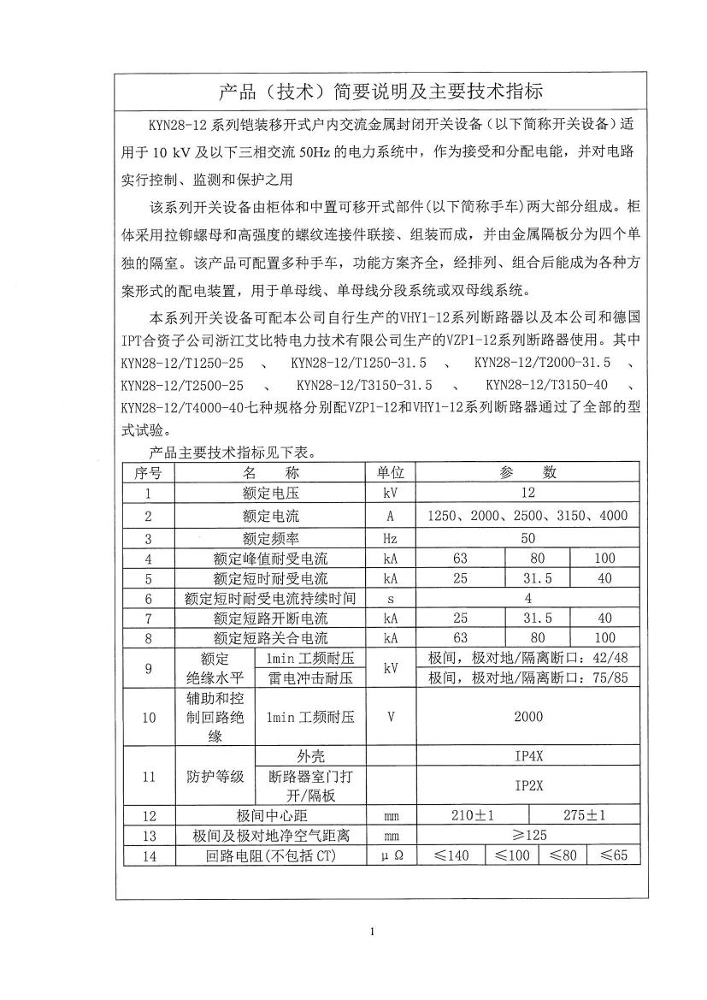 产品（技术）简要说明及主要技术指标
KYN28-12 系列铠装移开式户内交流金属封闭开关设备（以下简称开关设备）适
用于 10 kV 及以下三相交流 50Hz 的电力系统中，作为接受和分配电能，并对电路
实行控制、监测和保护之用
该系列开关设备由柜体和中置可移开式部件(以下简称手车)两大部分组成。柜
体采用拉铆螺母和高强度的螺纹连接件联接、组装而成，并由金属隔板分为四个单
独的隔室。该产品可配置多种手车，功能方案齐全，经排列、组合后能成为各种方
案形式的配电装置，用于单母线、单母线分段系统或双母线系统。
本系列开关设备可配本公司自行生产的VHY1-12系列断路器以及本公司和德国
IPT合资子公司浙江艾比特电力技术有限公司生产的VZP1-12系列断路器使用。其中
KYN28-12/T1250-25 、 KYN28-12/T1250-31.5 、 KYN28-12/T2000-31.5 、
KYN28-12/T2500-25 、 KYN28-12/T3150-31.5 、 KYN28-12/T3150-40 、
KYN28-12/T4000-40七种规格分别配VZP1-12和VHY1-12系列断路器通过了全部的型
式试验。
产品主要技术指标见下表。
序号 名 称 单位 参 数
1 额定电压 kV 12
2 额定电流 A 1250、2000、2500、3150、4000
3 额定频率 Hz 50
4 额定峰值耐受电流 kA 63 80 100
5 额定短时耐受电流 kA 25 31.5 40
6 额定短时耐受电流持续时间 s 4
7 额定短路开断电流 kA 25 31.5 40
8 额定短路关合电流 kA 63 80 100
9 额定 绝缘水平 1min 工频耐压 kV 极间，极对地/隔离断口：42/48
雷电冲击耐压 极间，极对地/隔离断口：75/85
辅助和控
10 制回路绝 1min 工频耐压 V 2000
缘
11 防护等级 外壳 IP4X
断路器室门打
开/隔板 IP2X
12 极间中心距 mm 210±1 275±1
13 极间及极对地净空气距离 mm ≥125
14 回路电阻(不包括 CT) μΩ ≤140 ≤100 ≤80 ≤65
1